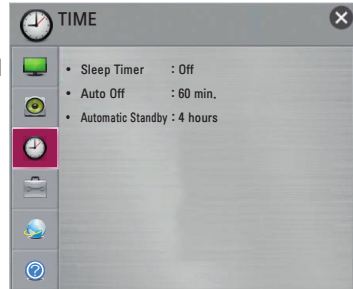 TIME
• Sleep Timer : Off
• Auto Off : 60 min.
• Automatic Standby : 4 hours